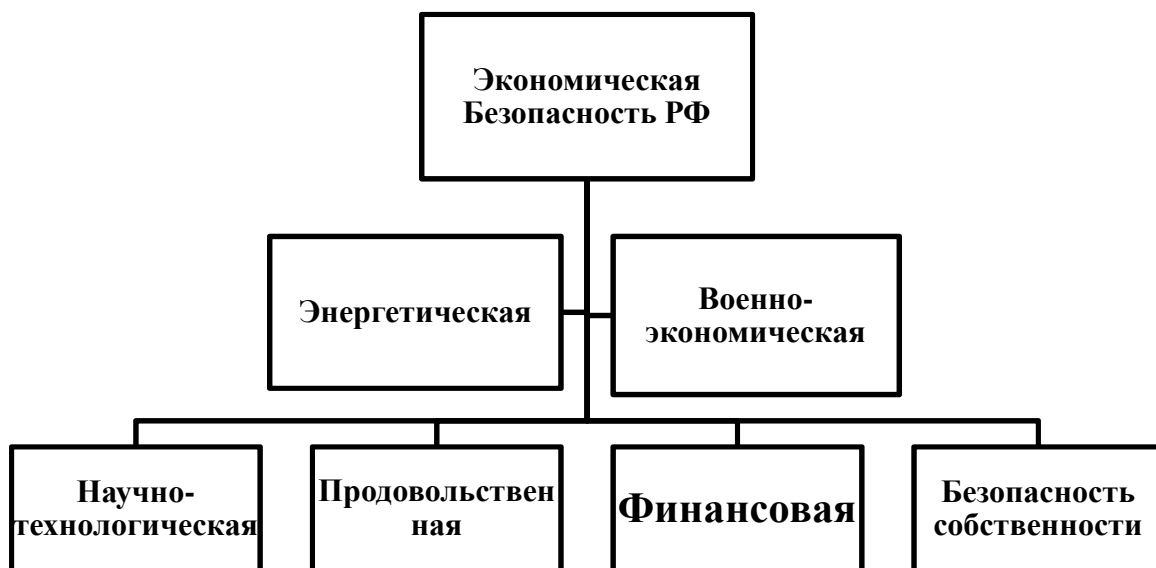 Экономическая
Безопасность РФ
Энергетическая
Военно-
экономическая
Научно-
технологическая
Продовольствен
ная
Финансовая
Безопасность
собственности